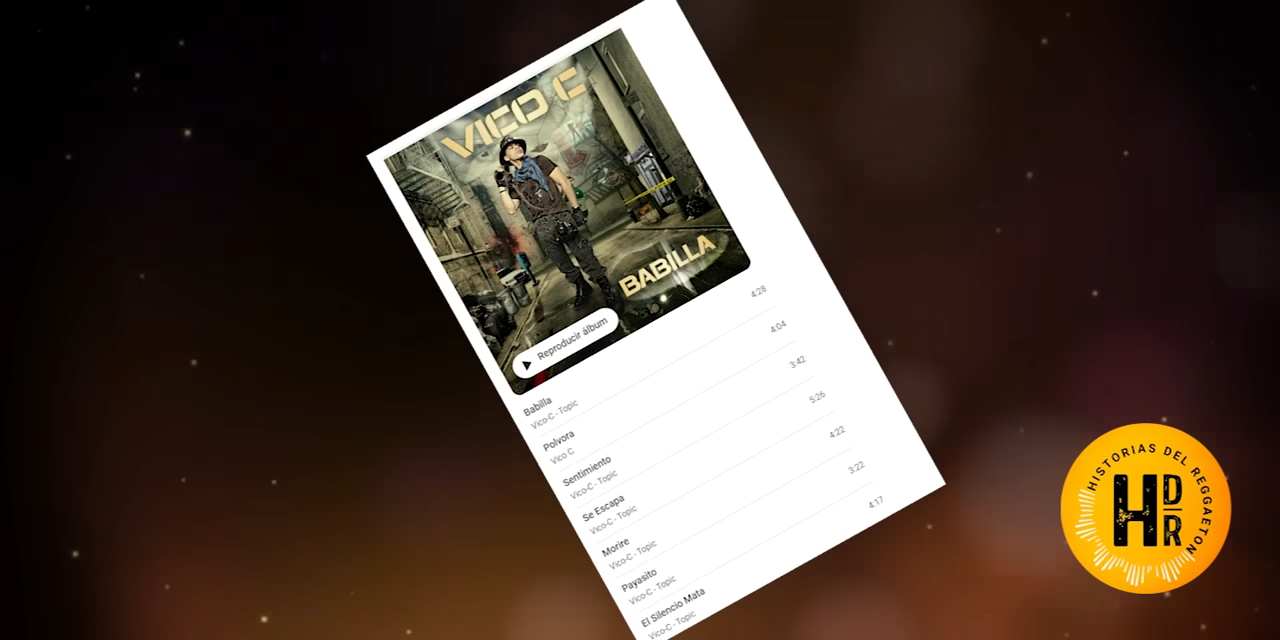 VICO C
BABILLA
Reproducir álbum
Babilla
Vico-C - Topic
4:28
Polvora
Vico C
4:04
Sentimiento
Vico-C - Topic
3:42
Se Escapa
Vico-C - Topic
5:26
Morire
Vico-C - Topic
4:22
Payasito
Vico-C - Topic
3:22
El Silencio Mata
Vico-C - Topic
4:17
HISTORIAS DEL REGGAETON
HDR